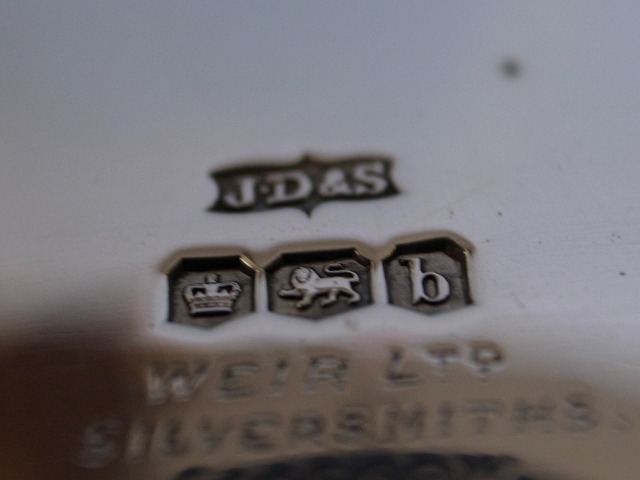 J·D&S
b
WEIR LTD
SILVERSMITHS.